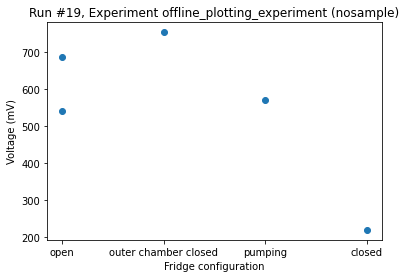 Run #19, Experiment offline_plotting_experiment (nosample)
700
600
500
400
300
200
Voltage (mV)
open
outer chamber closed
pumping
closed
Fridge configuration